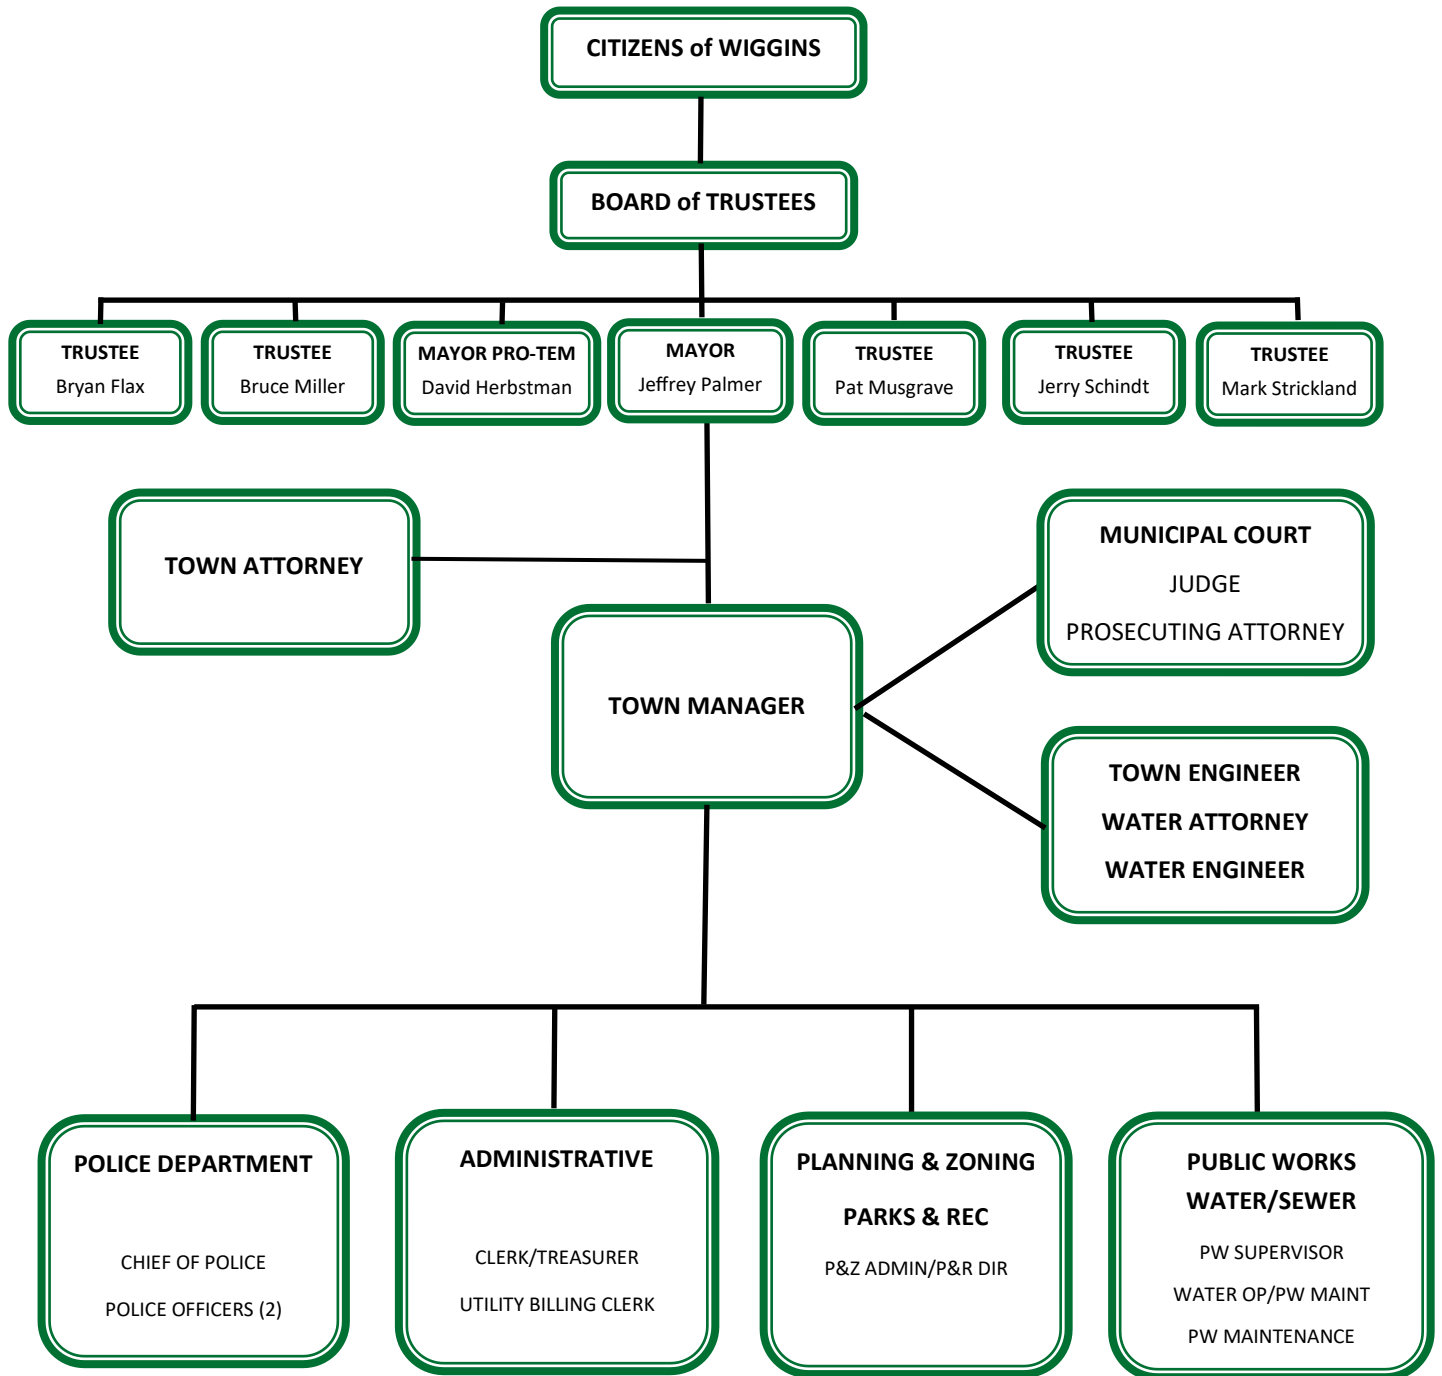 CITIZENS of WIGGINS
BOARD of TRUSTEES
TRUSTEE
Bryan Flax
TRUSTEE
Bruce Miller
MAYOR PRO-TEM
David Herbstman
MAYOR
Jeffrey Palmer
TRUSTEE
Pat Musgrave
TRUSTEE
Jerry Schindt
TRUSTEE
Mark Strickland
TOWN ATTORNEY
MUNICIPAL COURT
JUDGE
PROSECUTING ATTORNEY
TOWN MANAGER
TOWN ENGINEER
WATER ATTORNEY
WATER ENGINEER
POLICE DEPARTMENT
CHIEF OF POLICE
POLICE OFFICERS (2)
ADMINISTRATIVE
CLERK/TREASURER
UTILITY BILLING CLERK
PLANNING & ZONING
PARKS & REC
P&Z ADMIN/P&R DIR
PUBLIC WORKS
WATER/SEWER
PW SUPERVISOR
WATER OP/PW MAINT
PW MAINTENANCE